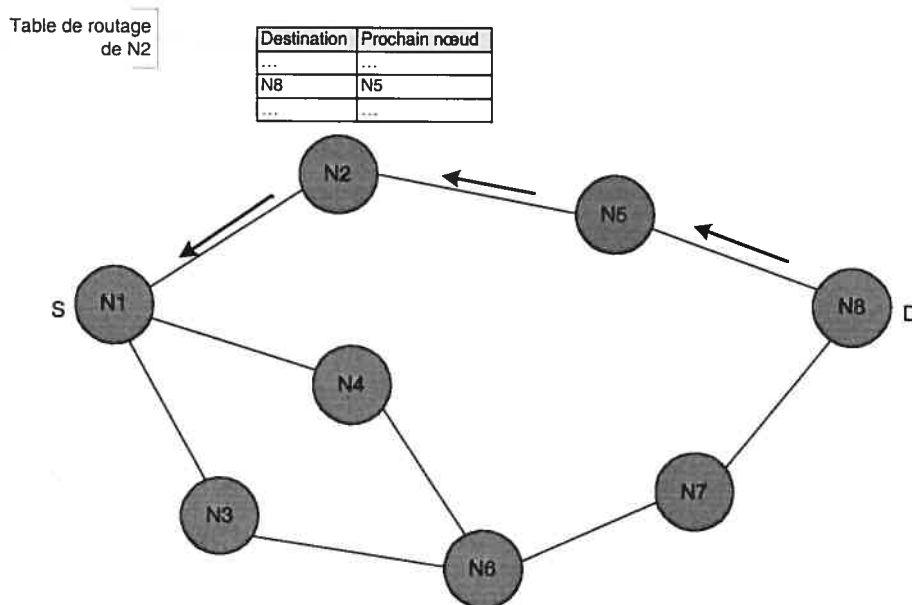 Table de routage
de N2
Destination Prochain nœud
... ...
N8 N5
... ...
N2
N5
S N1
N8 D
N4
N7
N3
N6